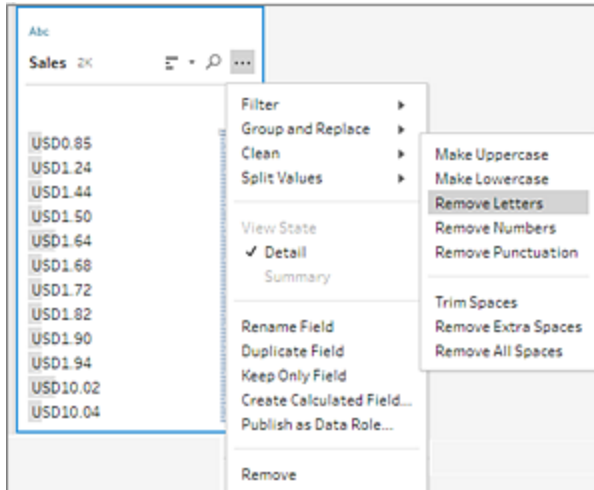 Abc
Sales 2K
USD0.85
USD1.24
USD1.44
USD1.50
USD1.64
USD1.68
USD1.72
USD1.82
USD1.90
USD1.94
USD10.02
USD10.04
Filter
Group and Replace
Clean
Split Values
View State
Detail
Summary
Rename Field
Duplicate Field
Keep Only Field
Create Calculated Field...
Publish as Data Role...
Remove
Make Uppercase
Make Lowercase
Remove Letters
Remove Numbers
Remove Punctuation
Trim Spaces
Remove Extra Spaces
Remove All Spaces